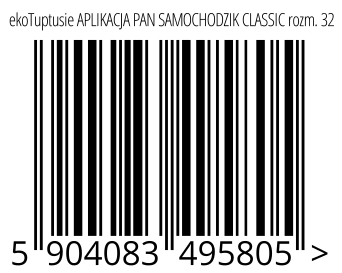 ekoTuptusie APLIKACJA PAN SAMOCHODZIK CLASSIC rozm. 32
5 904083 495805 >